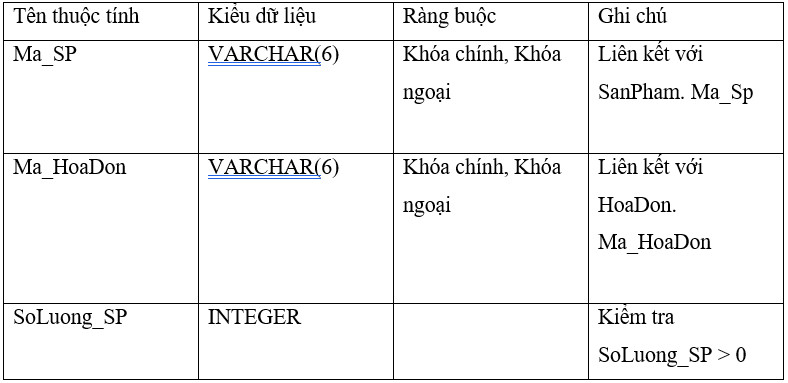 Tên thuộc tính
Kiểu dữ liệu
Ràng buộc
Ghi chú
Ma_SP
VARCHAR(6)
Khóa chính, Khóa
ngoại
Liên kết với
SanPham. Ma_Sp
Ma_HoaDon
VARCHAR(6)
Khóa chính, Khóa
ngoại
Liên kết với
HoaDon.
Ma_HoaDon
SoLuong_SP
INTEGER
Kiểm tra
SoLuong_SP > 0